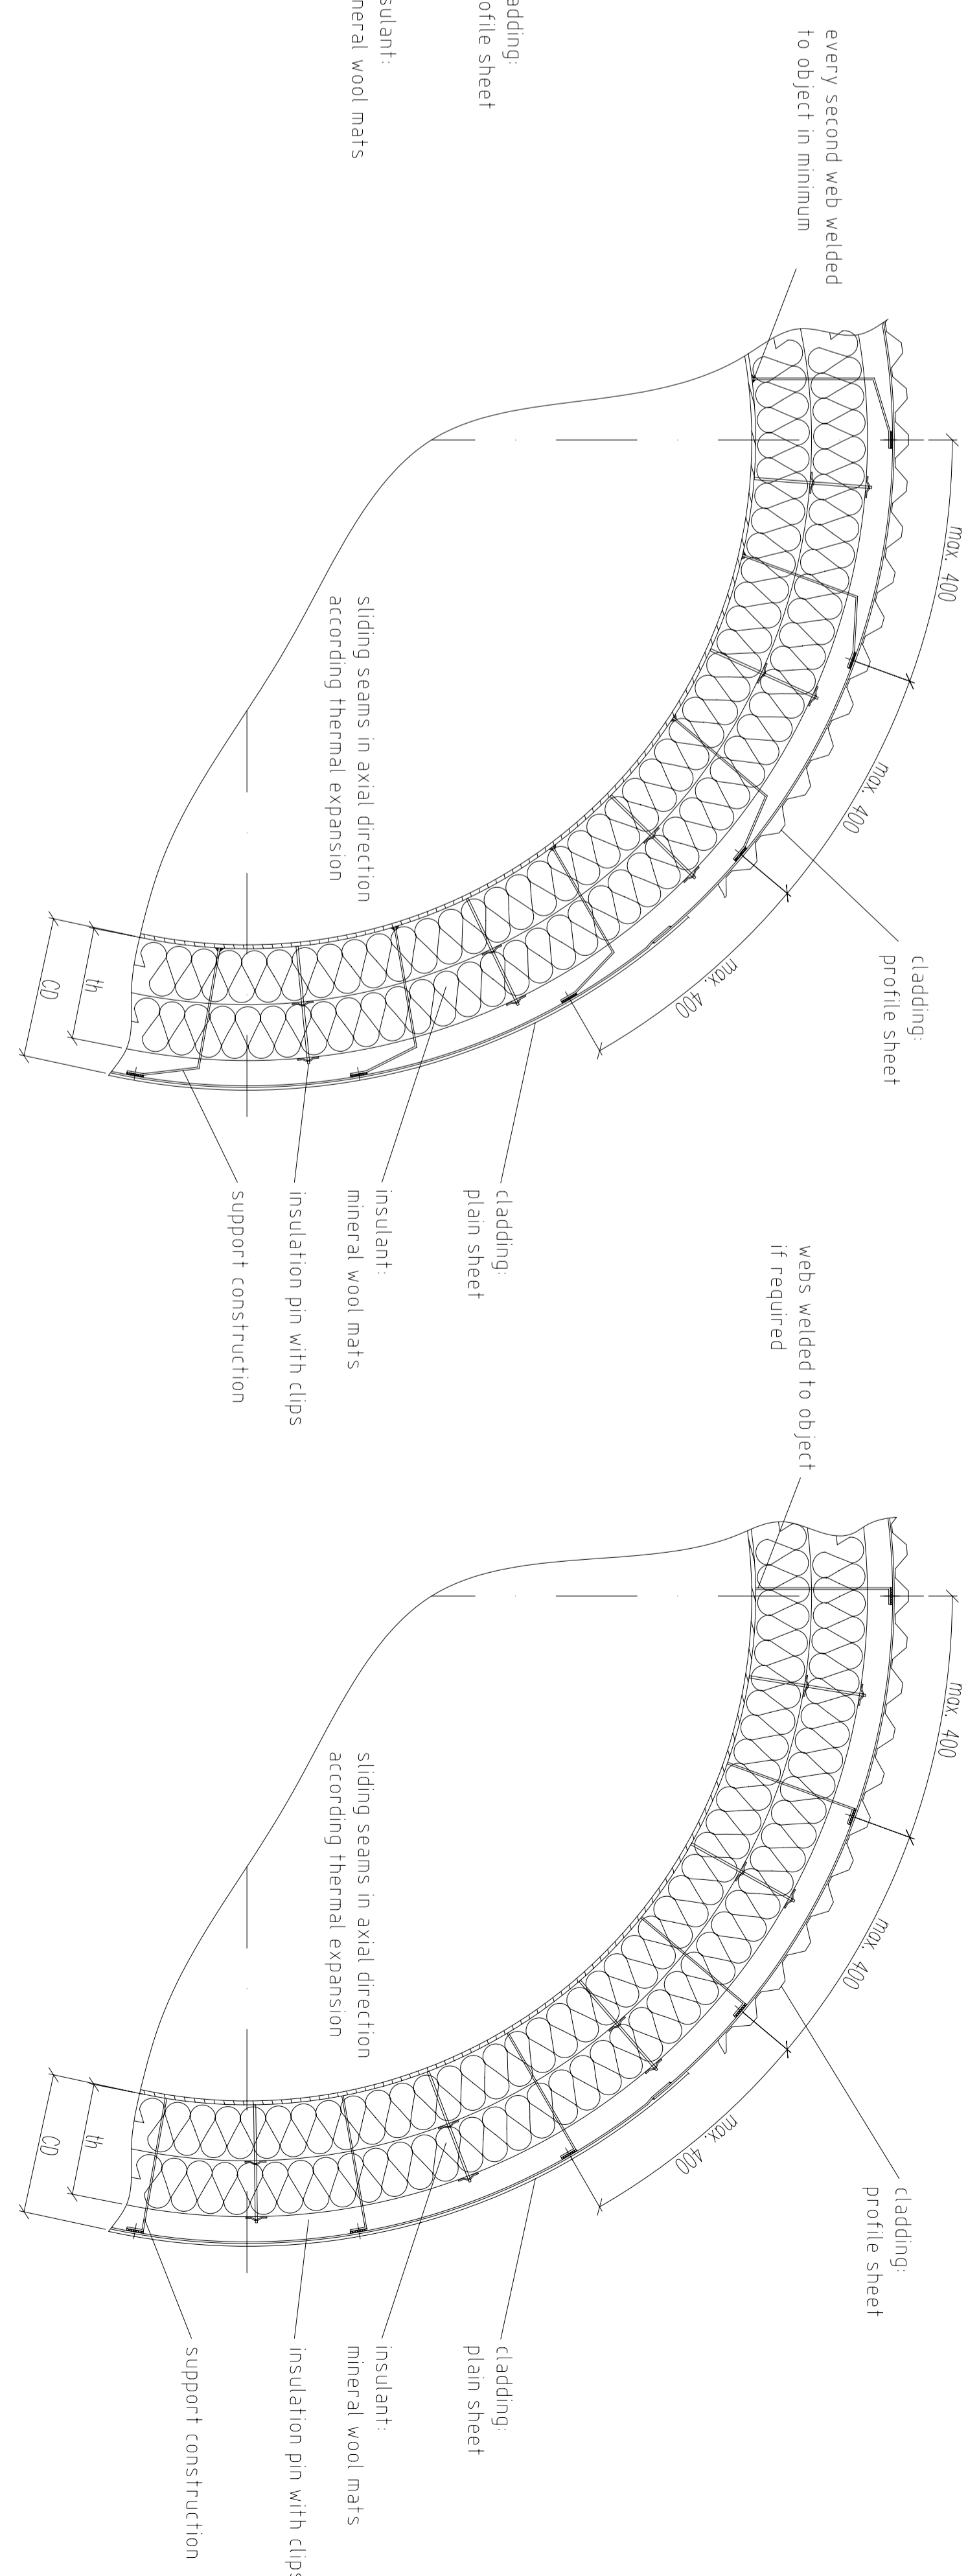 adding:
ofile sheet
sulant:
neral wool mats
every second web welded
to object in minimum
max. 400
max. 400
max. 400
cladding:
profile sheet
sliding seams in axial direction
according thermal expansion
th
CD
cladding:
plain sheet
insulant:
mineral wool mats
insulation pin with clips
support construction
webs welded to object
if required
max. 400
max. 400
max. 400
cladding:
profile sheet
sliding seams in axial direction
according thermal expansion
th
CD
cladding:
plain sheet
insulant:
mineral wool mats
insulation pin with clips
support construction